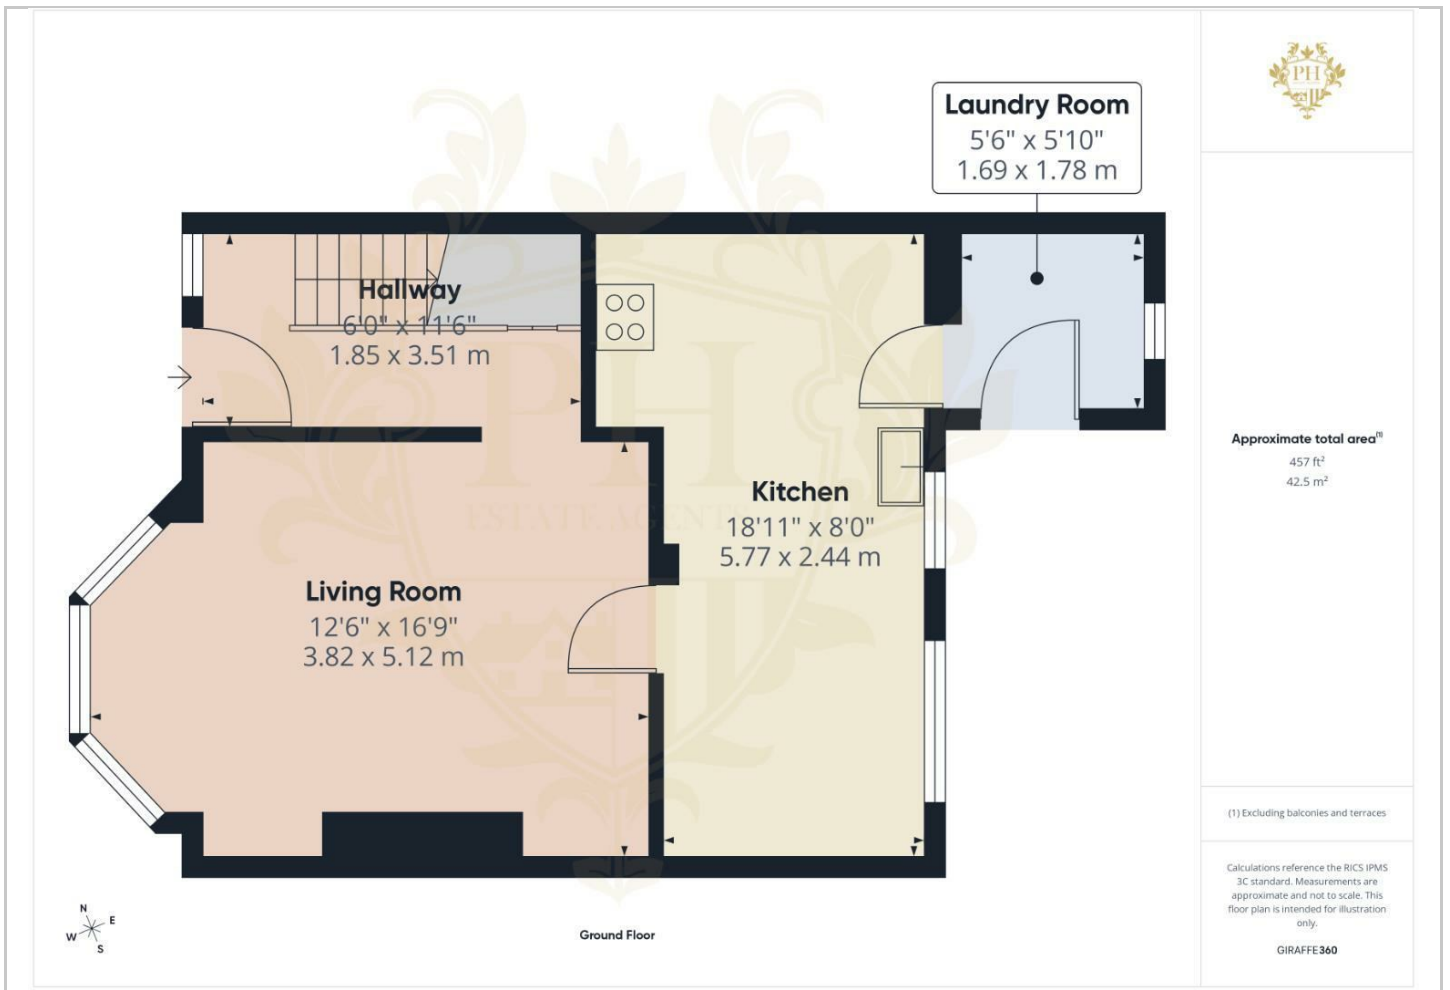 PH
Laundry Room
5'6" x 5'10"
1.69 x 1.78 m
Hallway
6'0" x 11'6"
1.85 x 3.51 m
PH
ESTATE AGENTS
Kitchen
18'11" x 8'0"
5.77 x 2.44 m
Living Room
12'6" x 16'9"
3.82 x 5.12 m
Approximate total area(1)
457 ft²
42.5 m²
(1) Excluding balconies and terraces
Calculations reference the RICS IPMS
3C standard. Measurements are
approximate and not to scale. This
floor plan is intended for illustration
only.
GIRAFFE360
N
E
W
S
Ground Floor